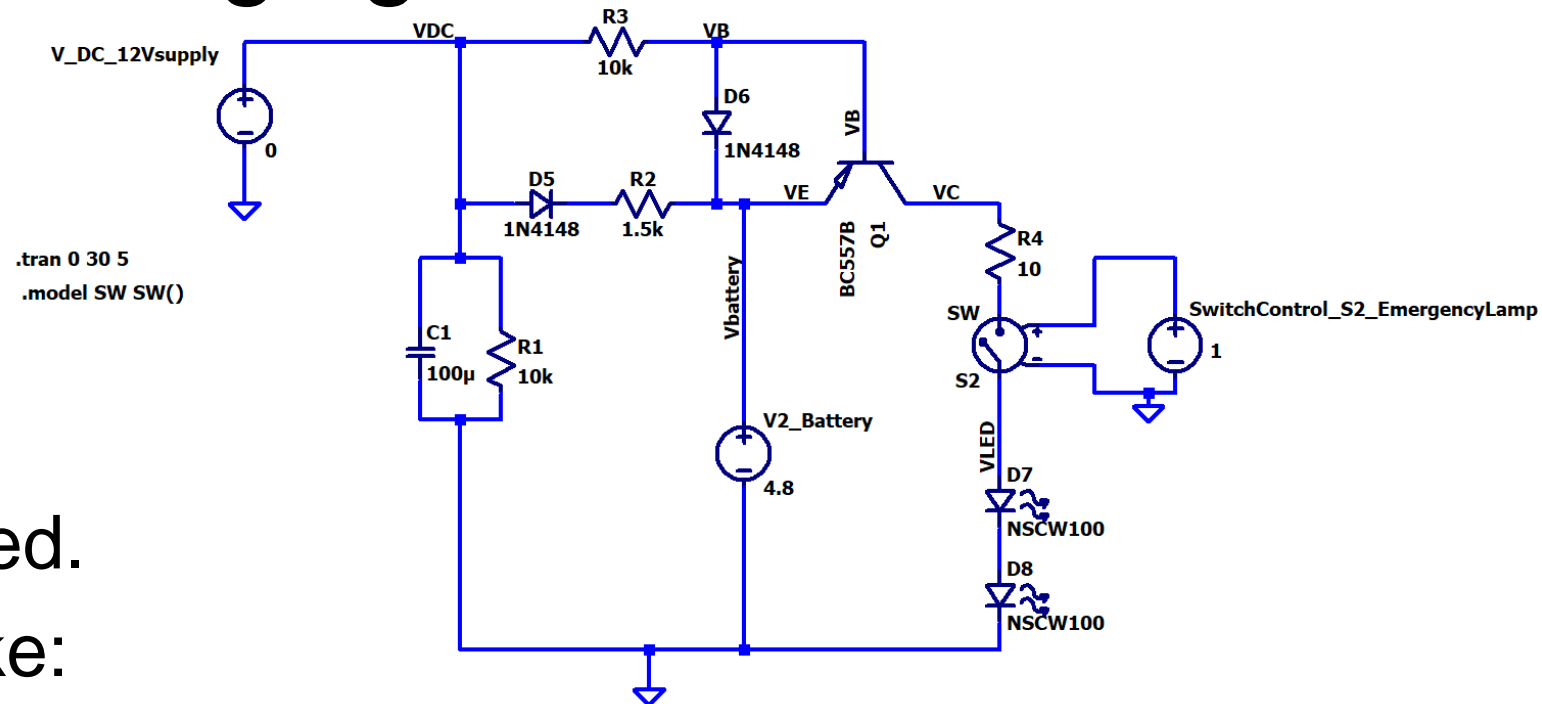 R3
VDC
VB
V_DC_12Vsupply
10k
D6
VB
0
1N4148
D5
R2
VE
VC
1N4148
1.5k
BC557B
Q1
R4
10
.tran 0 30 5
.model SW SW()
Vbattery
SW
SwitchControl_S2_EmergencyLamp
C1
R1
1
100µ
10k
S2
V2_Battery
VLED
D7
4.8
NSCW100
ed.
D8
NSCW100
ke: